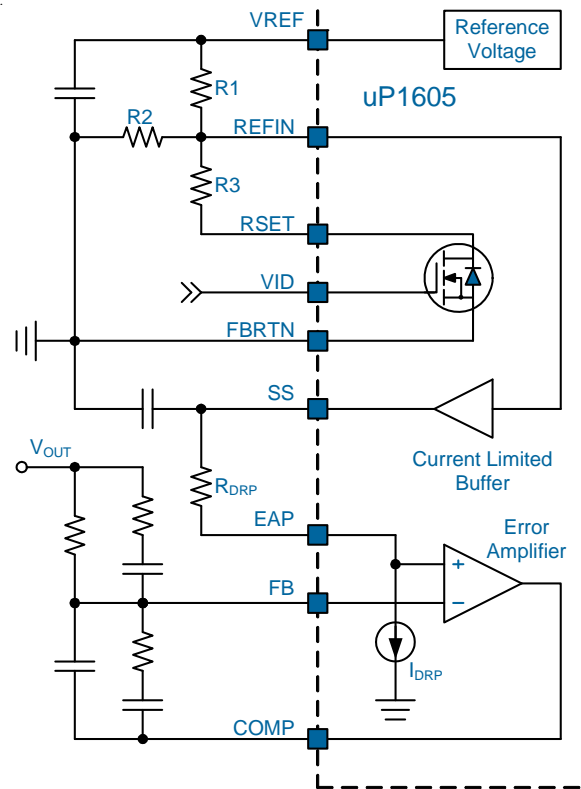 VREF
Reference
Voltage
R1
uP1605
R2
REFIN
R3
RSET
VID
FBRTN
SS
VOUT
Current Limited
Buffer
RDRP
EAP
Error
Amplifier
+
FB
−
IDRP
COMP